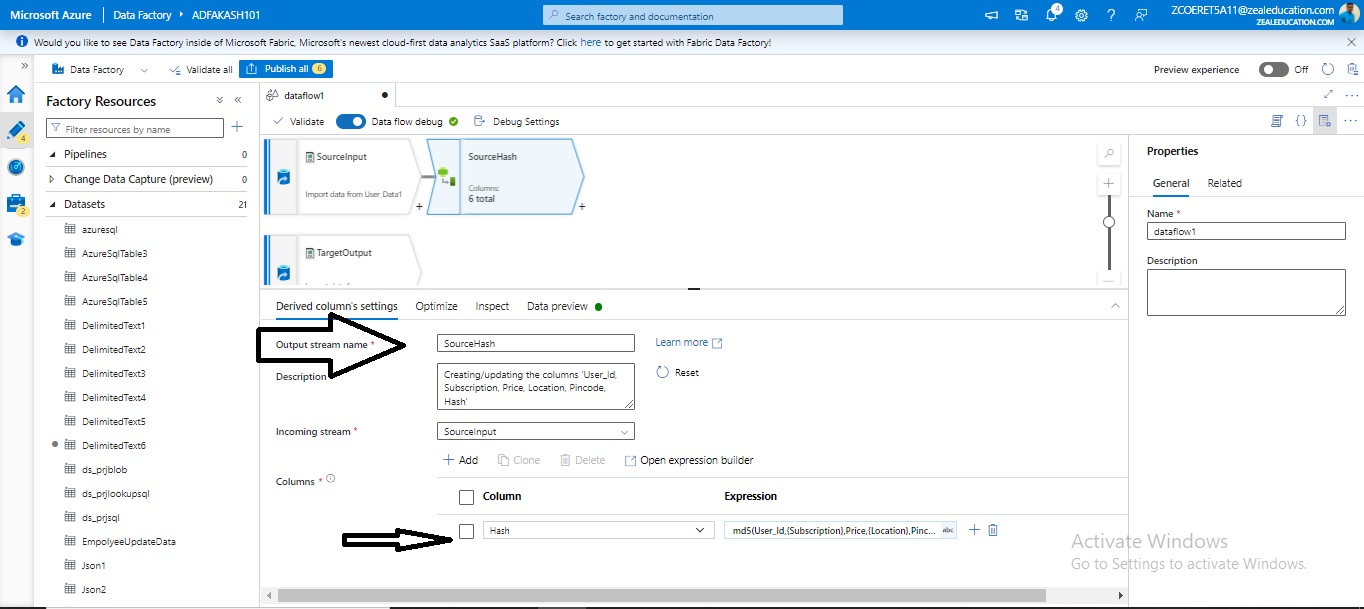 Microsoft Azure
Data Factory
ADFAKASH101
Search factory and documentation
4
ZCOERET5A11@zealeducation.com
ZEALEDUCATION.COM
Would you like to see Data Factory inside of Microsoft Fabric, Microsoft's newest cloud-first data analytics SaaS platform? Click here to get started with Fabric Data Factory!
Data Factory
Validate all
Publish all 6
Preview experience
Off
4
2
Factory Resources
Filter resources by name
Pipelines 0
Change Data Capture (preview) 0
Datasets 21
azuresql
AzureSqlTable3
AzureSqlTable4
AzureSqlTable5
DelimitedText1
DelimitedText2
DelimitedText3
DelimitedText4
DelimitedText5
DelimitedText6
ds_prjblob
ds_prjlookupsql
ds_prjsql
EmpolyeeUpdateData
Json1
Json2
dataflow1
Validate
Data flow debug
Debug Settings
SourceInput
Import data from User_Data1
SourceHash
Columns:
6 total
TargetOutput
Derived column's settings
Optimize
Inspect
Data preview
Output stream name *
SourceHash
Learn more
Description
Creating/updating the columns 'User_Id,
Subscription, Price, Location, Pincode,
Hash'
Reset
Incoming stream *
SourceInput
Add
Clone
Delete
Open expression builder
Columns *
Column
Expression
Hash
md5(User_Id,{Subscription},Price,{Location},Pinc...
abc
Properties
General
Related
Name *
dataflow1
Description
Activate Windows
Go to Settings to activate Windows.